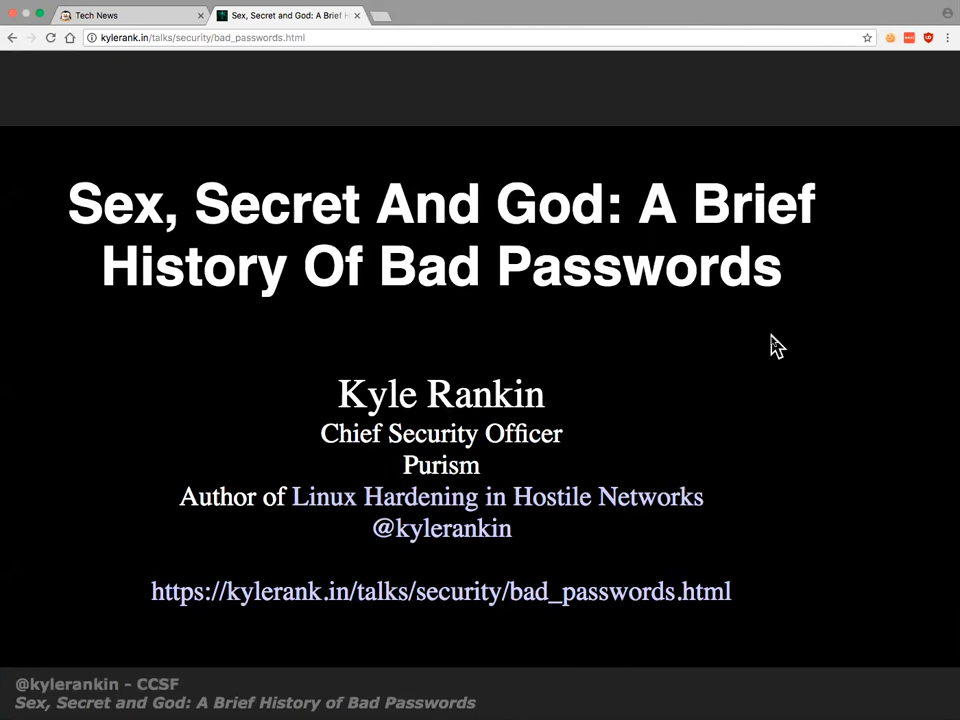 Tech News
Sex, Secret and God: A Brief H
kylerank.in/talks/security/bad_passwords.html
Sex, Secret And God: A Brief
History Of Bad Passwords
Kyle Rankin
Chief Security Officer
Purism
Author of Linux Hardening in Hostile Networks
@kylerankin
https://kylerank.in/talks/security/bad_passwords.html
@kylerankin - CCSF
Sex, Secret and God: A Brief History of Bad Passwords